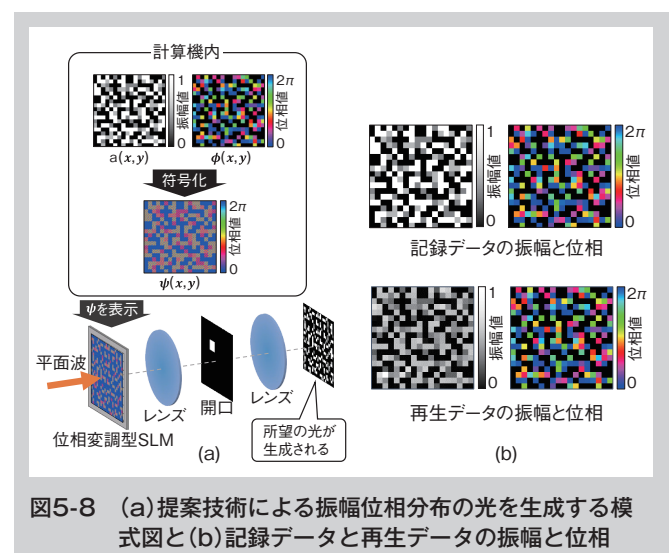 計算機内
1
振幅値
0
2π
位相値
0
a(x,y)
ϕ(x,y)
符号化
2π
位相値
0
ψ(x,y)
ψを表示
平面波
レンズ
開口
レンズ
位相変調型SLM
所望の光が
生成される
(a)
1
振幅値
0
2π
位相値
0
記録データの振幅と位相
1
振幅値
0
2π
位相値
0
再生データの振幅と位相
(b)
図5-8 (a)提案技術による振幅位相分布の光を生成する模
式図と(b)記録データと再生データの振幅と位相